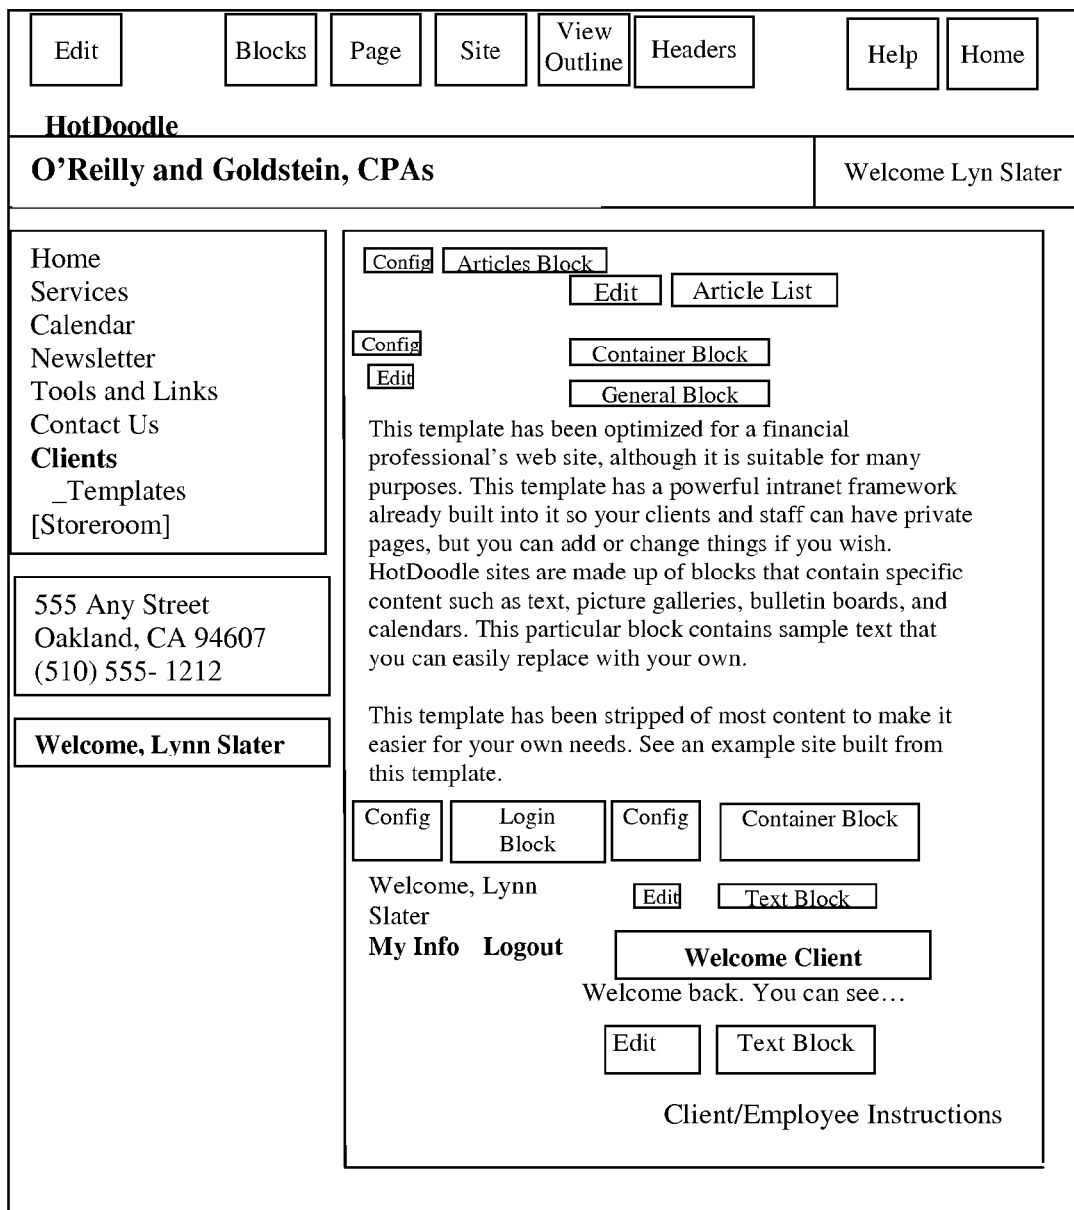 Edit Blocks Page Site View Outline Headers Help Home
HotDoodle
O’Reilly and Goldstein, CPAs
Welcome Lyn Slater
Home
Services
Calendar
Newsletter
Tools and Links
Contact Us
Clients
_Templates
[Storeroom]
555 Any Street
Oakland, CA 94607
(510) 555- 1212
Welcome, Lynn Slater
Config Articles Block
Edit Article List
Config Container Block
Edit
General Block
This template has been optimized for a financial
professional’s web site, although it is suitable for many
purposes. This template has a powerful intranet framework
already built into it so your clients and staff can have private
pages, but you can add or change things if you wish.
HotDoodle sites are made up of blocks that contain specific
content such as text, picture galleries, bulletin boards, and
calendars. This particular block contains sample text that
you can easily replace with your own.
This template has been stripped of most content to make it
easier for your own needs. See an example site built from
this template.
Config Login Block Config Container Block
Welcome, Lynn
Slater
My Info Logout
Edit Text Block
Welcome Client
Welcome back. You can see…
Edit Text Block
Client/Employee Instructions